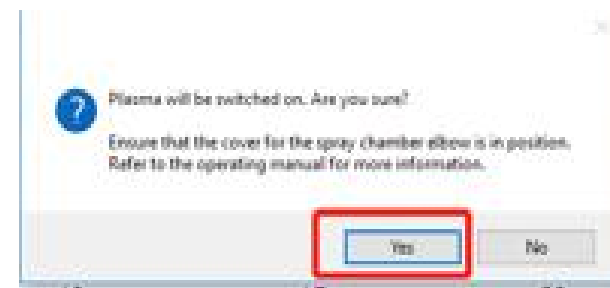 Plasma will be switched on. Are you sure?
Ensure that the cover for the spray chamber elbow is in position.
Refer to the operating manual for more information.
Yes
No